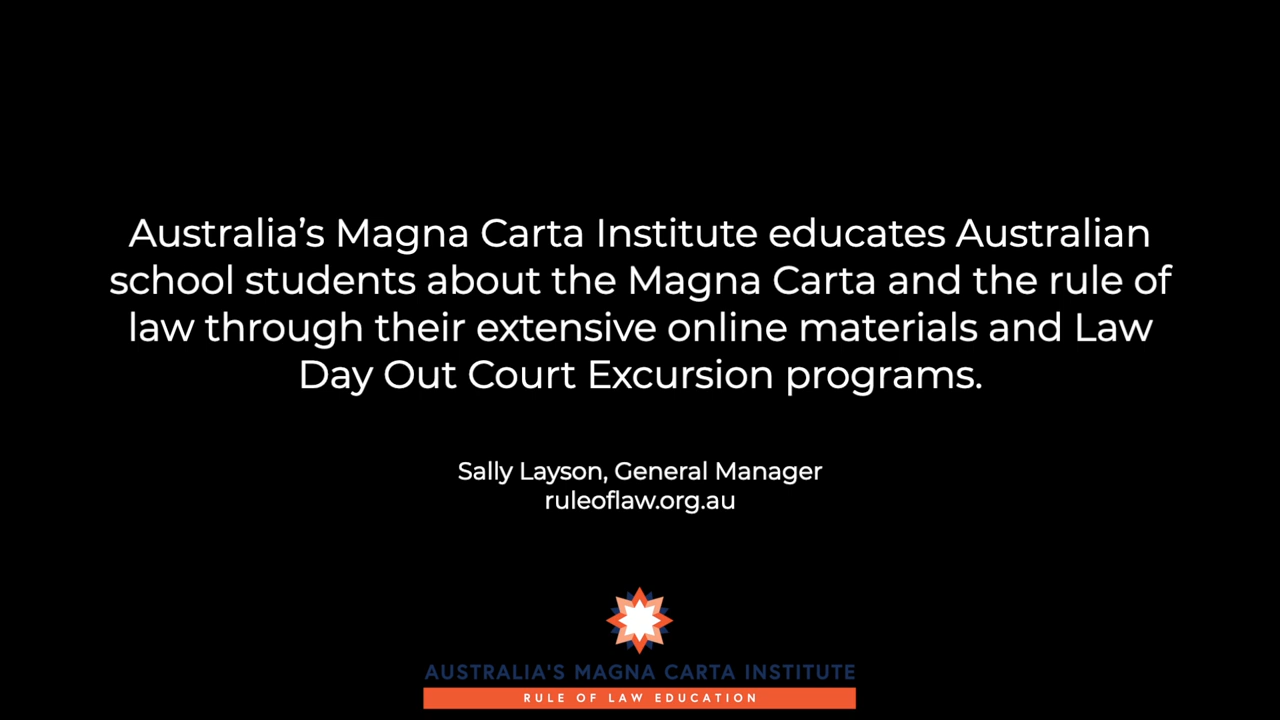 Australia’s Magna Carta Institute educates Australian
school students about the Magna Carta and the rule of
law through their extensive online materials and Law
Day Out Court Excursion programs.
Sally Layson, General Manager
ruleoflaw.org.au
AUSTRALIA'S MAGNA CARTA INSTITUTE
RULE OF LAW EDUCATION